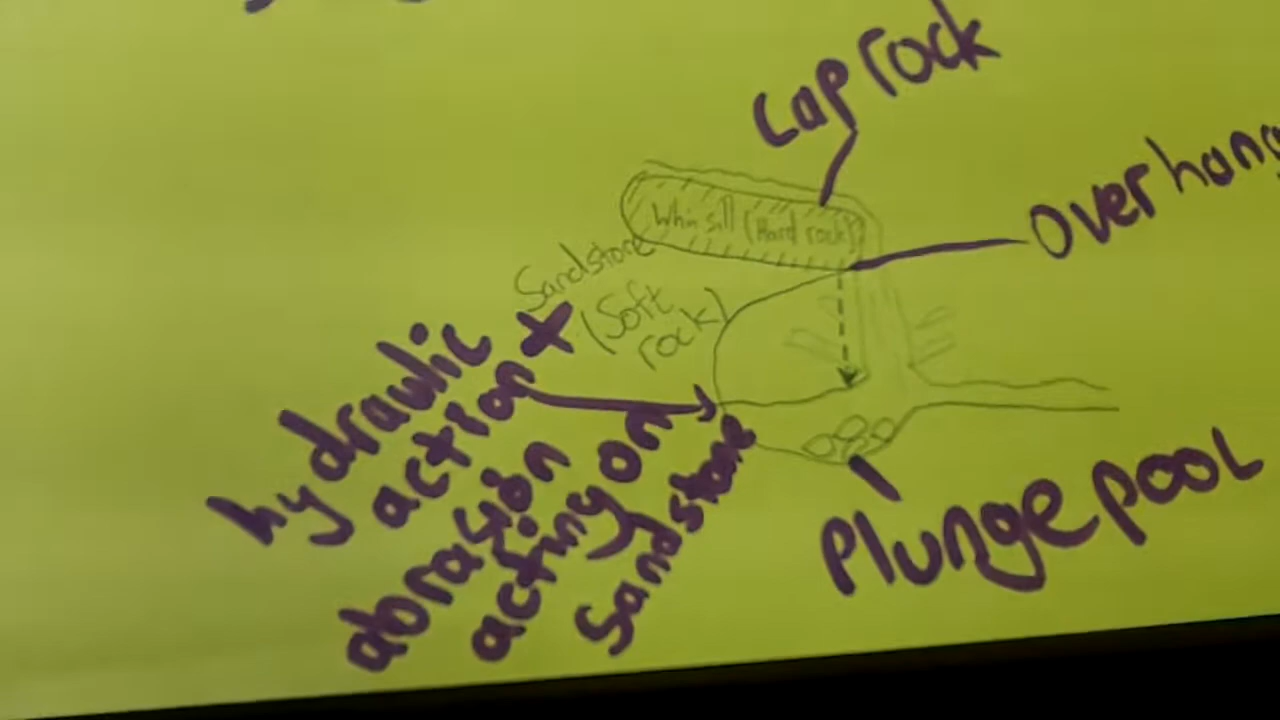 Cap rock
Overhang
Whin sill (Hard rock)
Sandstone
(Soft
rock)
hydraulic
action +
abrasion
acting on
Sandstone
Plunge pool